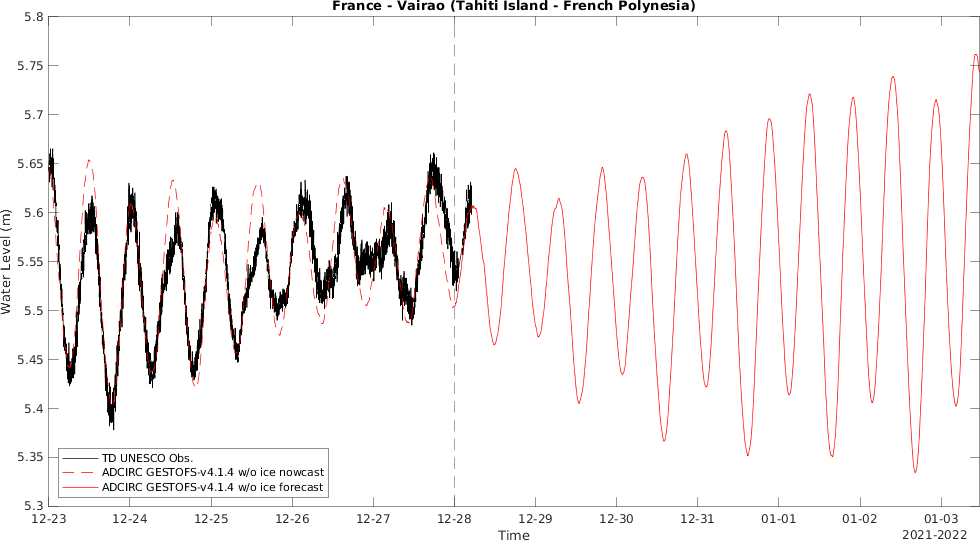 France - Vairao (Tahiti Island - French Polynesia)
Water Level (m)
5.8
5.75
5.7
5.65
5.6
5.55
5.5
5.45
5.4
5.35
5.3
TD UNESCO Obs.
ADCIRC GESTOFS-v4.1.4 w/o ice nowcast
ADCIRC GESTOFS-v4.1.4 w/o ice forecast
12-23 12-24 12-25 12-26 12-27 12-28 12-29 12-30 12-31 01-01 01-02 01-03
Time
2021-2022